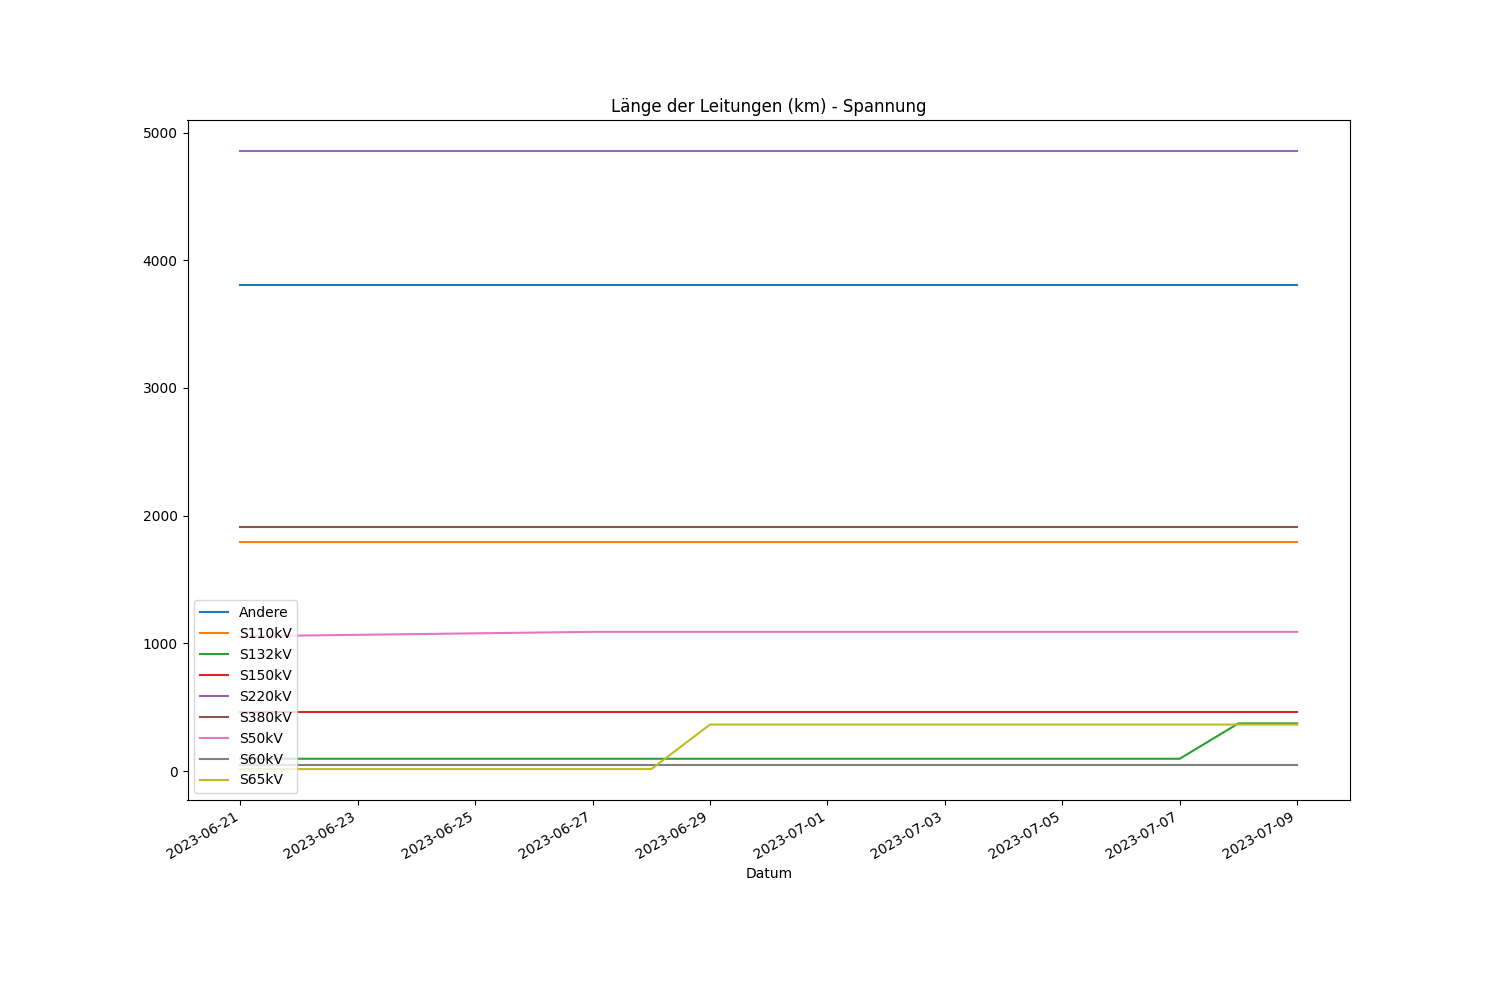 Länge der Leitungen (km) - Spannung
5000
4000
3000
2000
1000
0
Andere
S110kV
S132kV
S150kV
S220kV
S380kV
S50kV
S60kV
S65kV
2023-06-21
2023-06-23
2023-06-25
2023-06-27
2023-06-29
2023-07-01
2023-07-03
2023-07-05
2023-07-07
2023-07-09
Datum